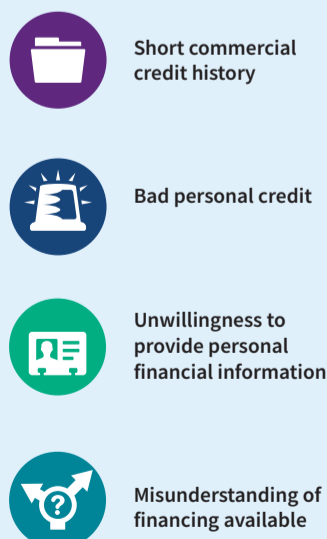 Short commercial
credit history
Bad personal credit
Unwillingness to
provide personal
financial information
?
Misunderstanding of
financing available